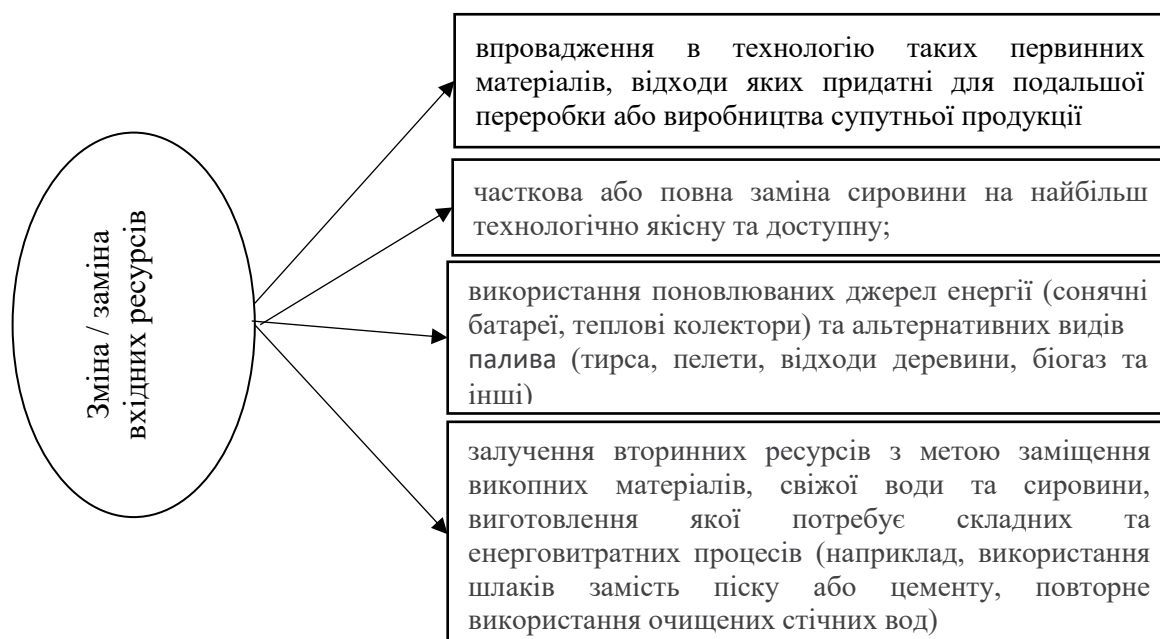 Зміна / заміна
вхідних ресурсів
впровадження в технологію таких первинних
матеріалів, відходи яких придатні для подальшої
переробки або виробництва супутньої продукції
часткова або повна заміна сировини на найбільш
технологічно якісну та доступну;
використання поновлюваних джерел енергії (сонячні
батареї, теплові колектори) та альтернативних видів
палива (тирса, пелети, відходи деревини, біогаз та
інші)
залучення вторинних ресурсів з метою заміщення
викопних матеріалів, свіжої води та сировини,
виготовлення якої потребує складних та
енерговитратних процесів (наприклад, використання
шлаків замість піску або цементу, повторне
використання очищених стічних вод)